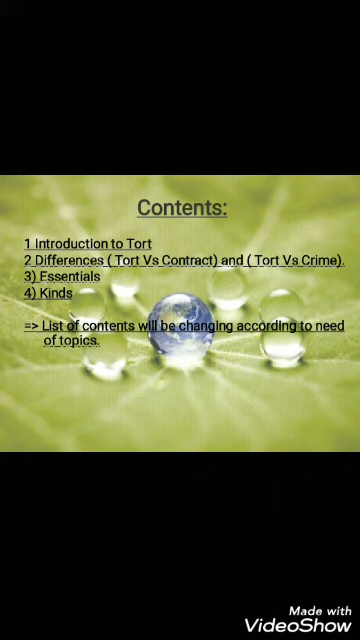 Contents:
1 Introduction to Tort
2 Differences ( Tort Vs Contract) and ( Tort Vs Crime).
3) Essentials
4) Kinds
=> List of contents will be changing according to need
of topics.
Made with
VideoShow